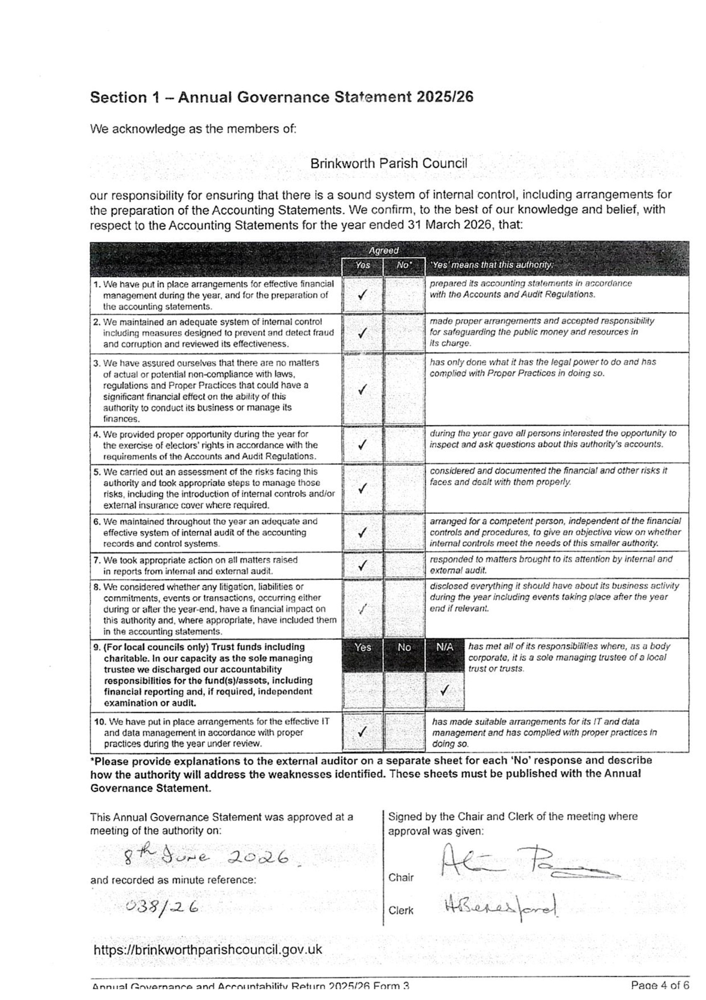 Section 1 – Annual Governance Statement 2025/26
We acknowledge as the members of:
Brinkworth Parish Council
our responsibility for ensuring that there is a sound system of internal control, including arrangements for
the preparation of the Accounting Statements. We confirm, to the best of our knowledge and belief, with
respect to the Accounting Statements for the year ended 31 March 2026, that:
Agreed
Yes No* 'Yes' means that this authority:
1. We have put in place arrangements for effective financial
management during the year, and for the preparation of
the accounting statements.
✓
prepared its accounting statements in accordance
with the Accounts and Audit Regulations.
2. We maintained an adequate system of internal control
including measures designed to prevent and detect fraud
and corruption and reviewed its effectiveness.
✓
made proper arrangements and accepted responsibility
for safeguarding the public money and resources in
its charge.
3. We have assured ourselves that there are no matters
of actual or potential non-compliance with laws,
regulations and Proper Practices that could have a
significant financial effect on the ability of this
authority to conduct its business or manage its
finances.
✓
has only done what it has the legal power to do and has
complied with Proper Practices in doing so.
4. We provided proper opportunity during the year for
the exercise of electors' rights in accordance with the
requirements of the Accounts and Audit Regulations.
✓
during the year gave all persons interested the opportunity to
inspect and ask questions about this authority's accounts.
5. We carried out an assessment of the risks facing this
authority and took appropriate steps to manage those
risks, including the introduction of internal controls and/or
external insurance cover where required.
✓
considered and documented the financial and other risks it
faces and dealt with them properly.
6. We maintained throughout the year an adequate and
effective system of internal audit of the accounting
records and control systems.
✓
arranged for a competent person, independent of the financial
controls and procedures, to give an objective view on whether
internal controls meet the needs of this smaller authority.
7. We took appropriate action on all matters raised
in reports from internal and external audit.
✓
responded to matters brought to its attention by internal and
external audit.
8. We considered whether any litigation, liabilities or
commitments, events or transactions, occurring either
during or after the year-end, have a financial impact on
this authority and, where appropriate, have included them
in the accounting statements.
✓
disclosed everything it should have about its business activity
during the year including events taking place after the year
end if relevant.
9. (For local councils only) Trust funds including
charitable. In our capacity as the sole managing
trustee we discharged our accountability
responsibilities for the fund(s)/assets, including
financial reporting and, if required, independent
examination or audit.
Yes No N/A
✓
has met all of its responsibilities where, as a body
corporate, it is a sole managing trustee of a local
trust or trusts.
10. We have put in place arrangements for the effective IT
and data management in accordance with proper
practices during the year under review.
✓
has made suitable arrangements for its IT and data
management and has complied with proper practices in
doing so.
*Please provide explanations to the external auditor on a separate sheet for each 'No' response and describe
how the authority will address the weaknesses identified. These sheets must be published with the Annual
Governance Statement.
This Annual Governance Statement was approved at a
meeting of the authority on:
8th June 2026.
and recorded as minute reference:
038/26
Signed by the Chair and Clerk of the meeting where
approval was given:
Chair
Clerk HBeresford
https://brinkworthparishcouncil.gov.uk
Annual Governance and Accountability Return 2025/26 Form 3 Page 4 of 6